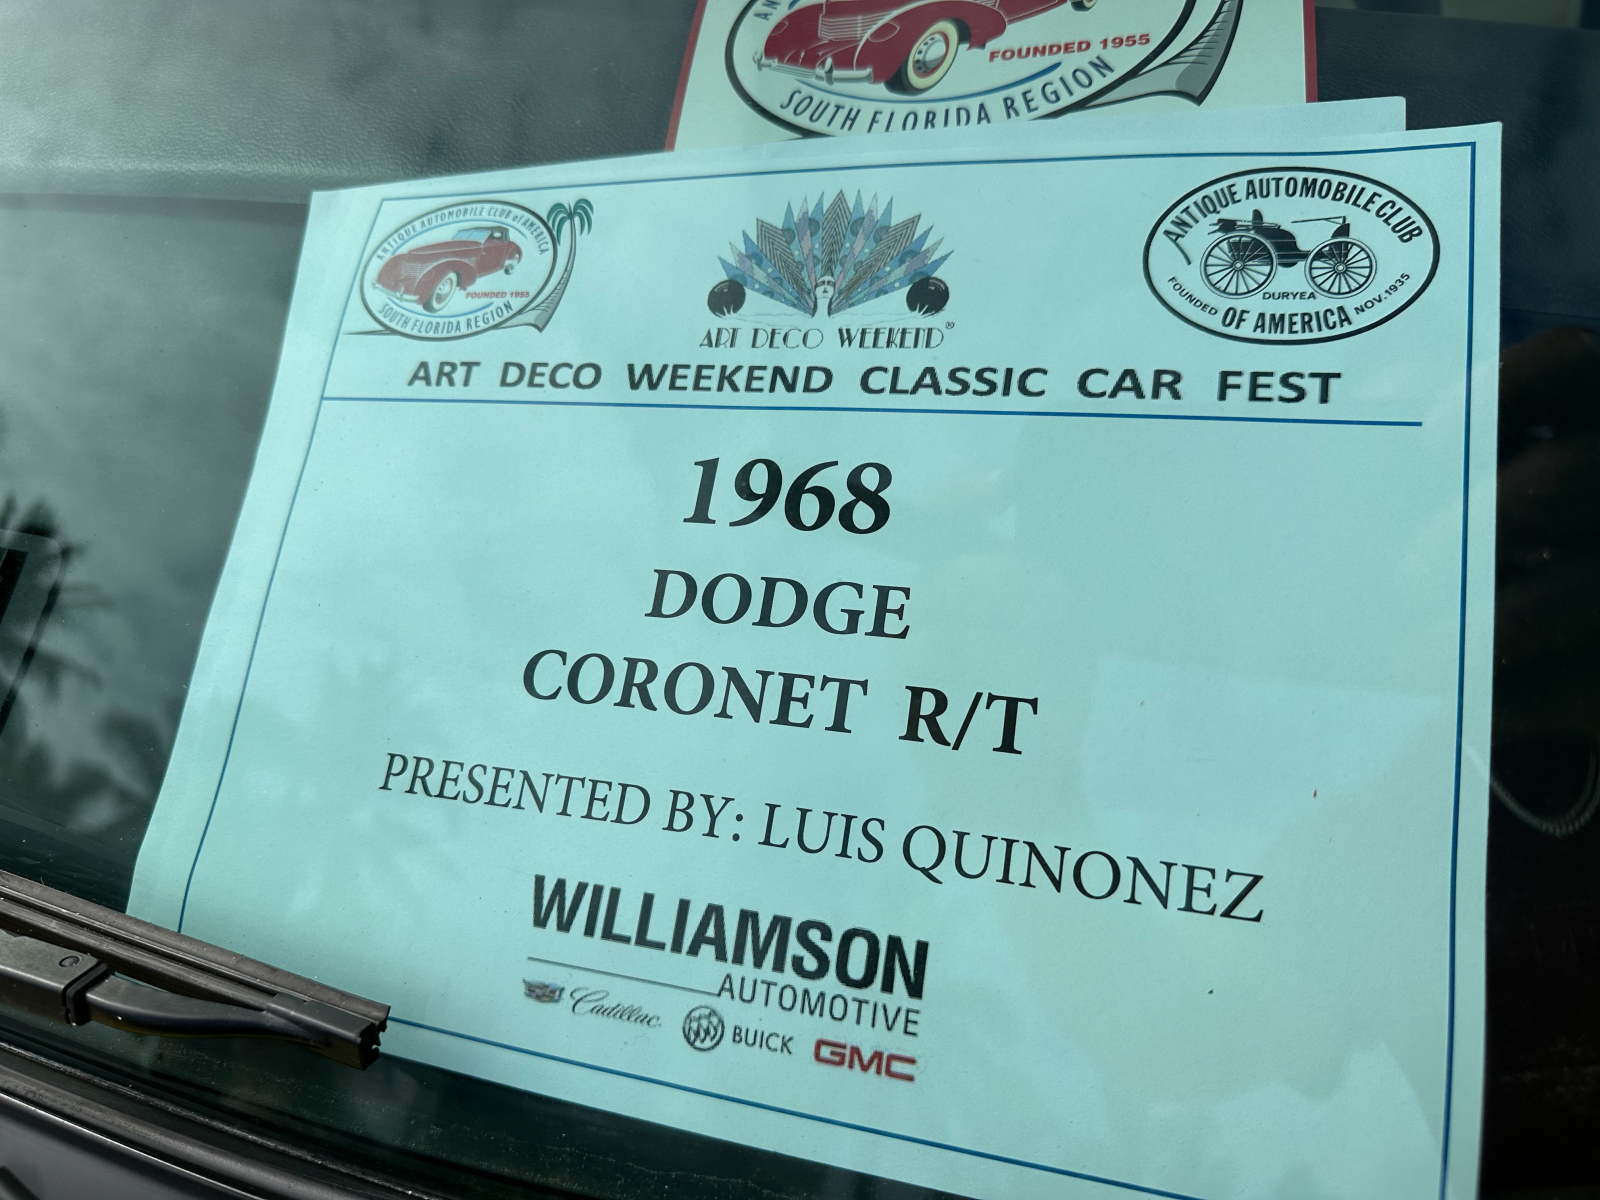 FOUNDED 1955
SOUTH FLORIDA REGION
ANTIQUE AUTOMOBILE CLUB of AMERICA
FOUNDED 1955
SOUTH FLORIDA REGION
ART DECO WEEKEND®
ANTIQUE AUTOMOBILE CLUB
DURYEA
FOUNDED NOV. 1935
OF AMERICA
ART DECO WEEKEND CLASSIC CAR FEST
1968
DODGE
CORONET R/T
PRESENTED BY: LUIS QUINONEZ
WILLIAMSON
AUTOMOTIVE
Cadillac BUICK GMC